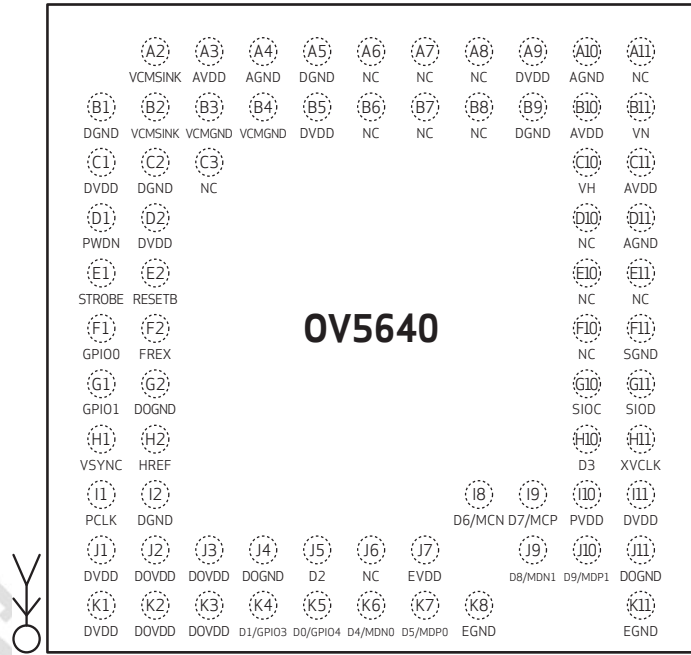 A2 A3 A4 A5 A6 A7 A8 A9 A10 A11
VCMSINK AVDD AGND DGND NC NC NC DVDD AGND NC
B1 B2 B3 B4 B5 B6 B7 B8 B9 B10 B11
DGND VCMSINK VCMGND VCMGND DVDD NC NC NC DGND AVDD VN
C1 C2 C3 C10 C11
DVDD DGND NC VH AVDD
D1 D2 D10 D11
PWDN DVDD NC AGND
E1 E2 E10 E11
STROBE RESETB NC NC
OV5640
F1 F2 F10 F11
GPIO0 FREX NC SGND
G1 G2 G10 G11
GPIO1 DOGND SIOC SIOD
H1 H2 H10 H11
VSYNC HREF D3 XVCLK
I1 I2 I8 I9 I10 I11
PCLK DGND D6/MCN D7/MCP PVDD DVDD
J1 J2 J3 J4 J5 J6 J7 J9 J10 J11
DVDD DOVDD DOVDD DOGND D2 NC EVDD D8/MDN1 D9/MDP1 DOGND
K1 K2 K3 K4 K5 K6 K7 K8 K11
DVDD DOVDD DOVDD D1/GPIO3 D0/GPIO4 D4/MDN0 D5/MDP0 EGND EGND